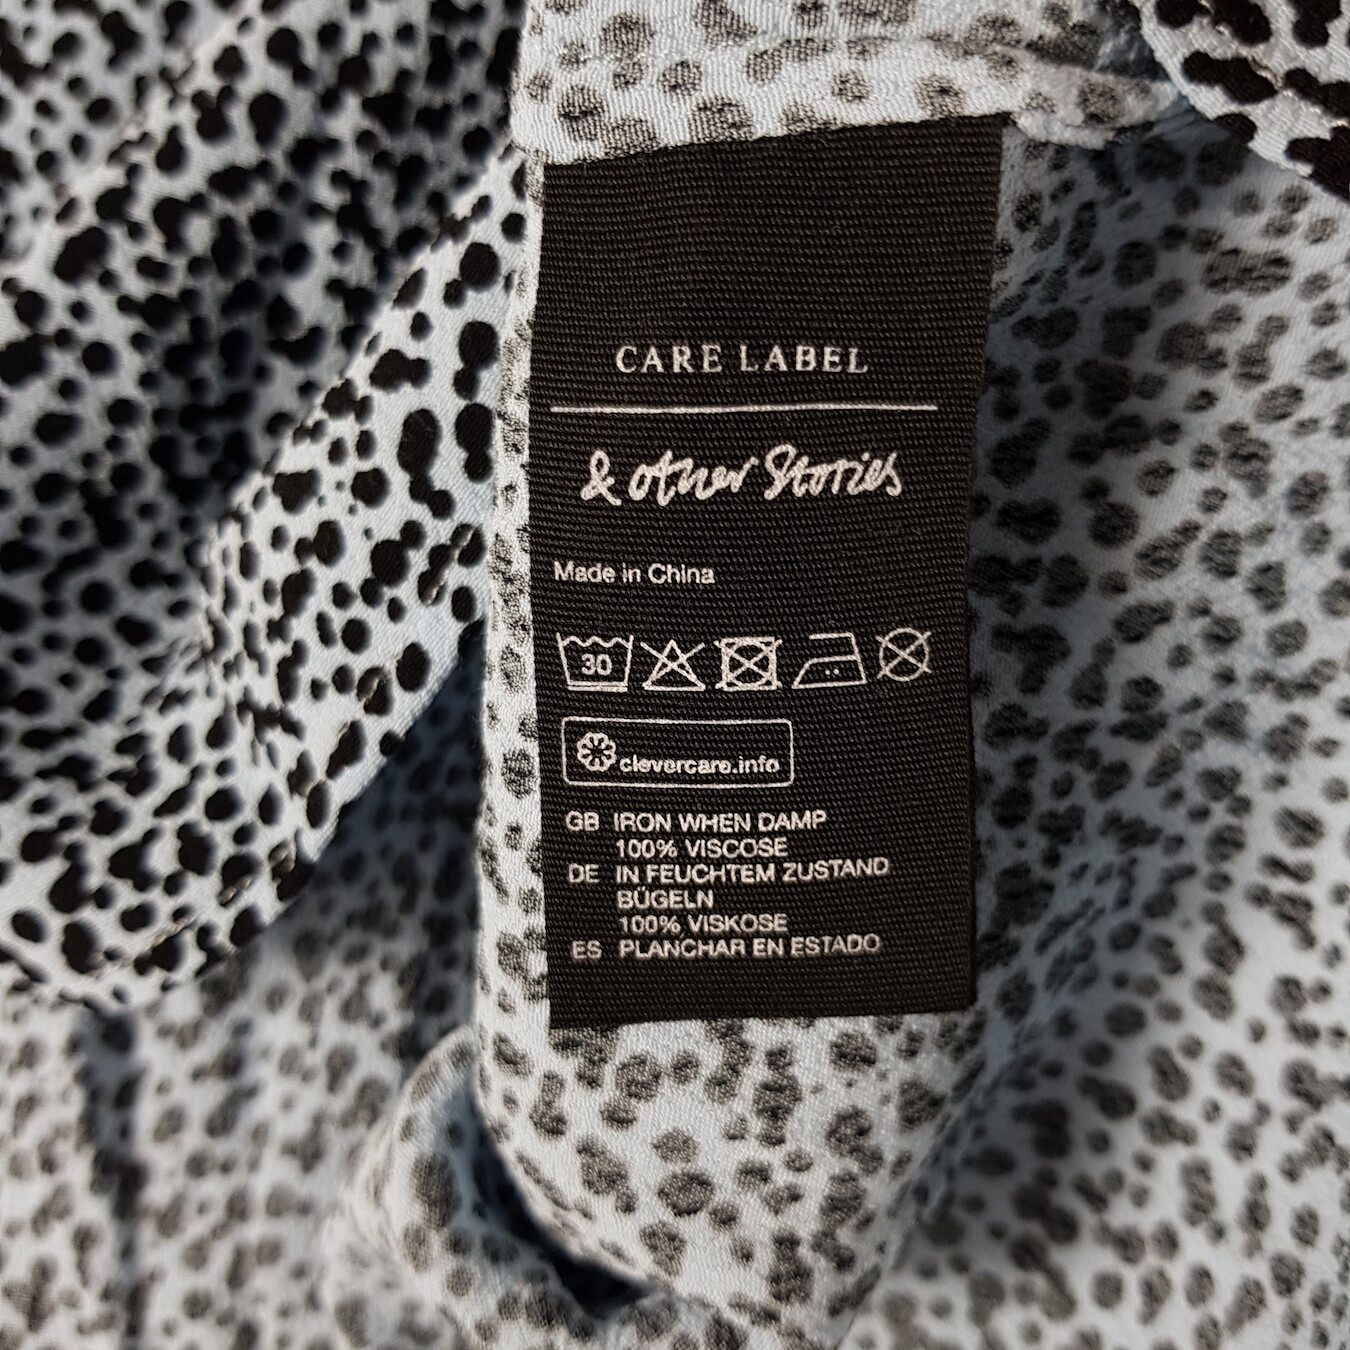 CARE LABEL
& other Stories
Made in China
30
clevercare.info
GB IRON WHEN DAMP
100% VISCOSE
DE IN FEUCHTEM ZUSTAND
BÜGELN
100% VISKOSE
ES PLANCHAR EN ESTADO